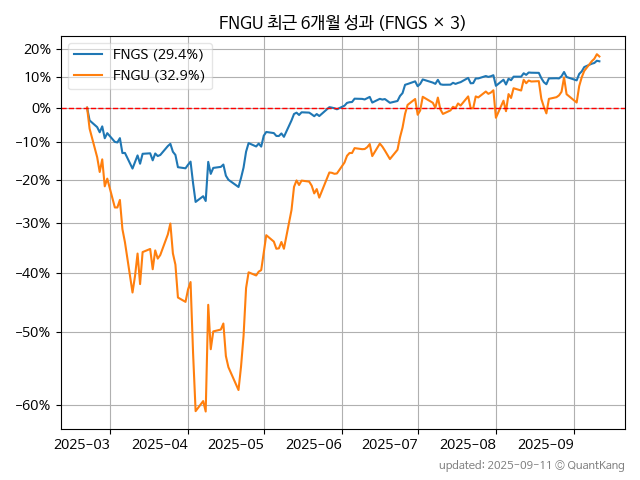 FNGU 최근 6개월 성과 (FNGS × 3)
FNGS (29.4%)
FNGU (32.9%)
20%
10%
0%
−10%
−20%
−30%
−40%
−50%
−60%
2025-03 2025-04 2025-05 2025-06 2025-07 2025-08 2025-09
updated: 2025-09-11 © QuantKang